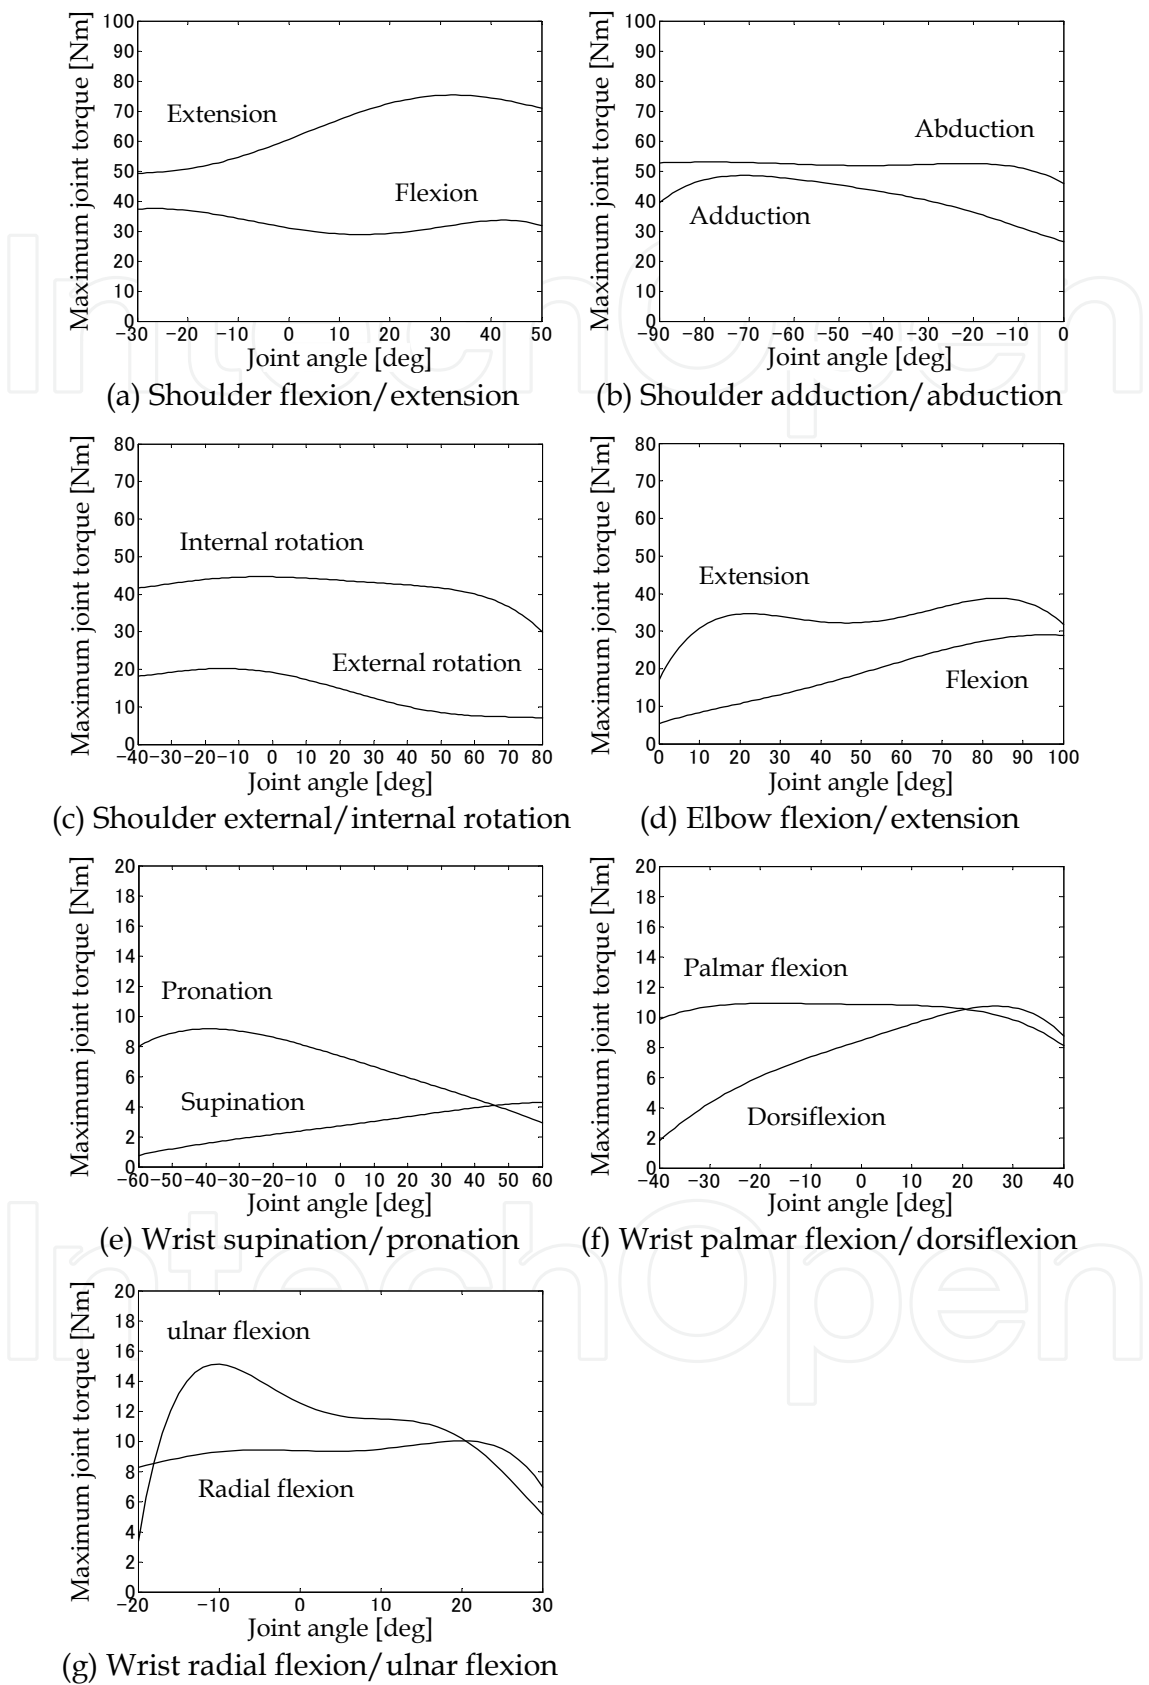 Maximum joint torque [Nm]
100
90
80
70
60
50
40
30
20
10
0
Extension
Flexion
-30 -20 -10 0 10 20 30 40 50
Joint angle [deg]
(a) Shoulder flexion/extension
Maximum joint torque [Nm]
100
90
80
70
60
50
40
30
20
10
0
Abduction
Adduction
-90 -80 -70 -60 -50 -40 -30 -20 -10 0
Joint angle [deg]
(b) Shoulder adduction/abduction
Maximum joint torque [Nm]
80
70
60
50
40
30
20
10
0
Internal rotation
External rotation
-40-30-20-10 0 10 20 30 40 50 60 70 80
Joint angle [deg]
(c) Shoulder external/internal rotation
Maximum joint torque [Nm]
80
70
60
50
40
30
20
10
0
Extension
Flexion
0 10 20 30 40 50 60 70 80 90 100
Joint angle [deg]
(d) Elbow flexion/extension
Maximum joint torque [Nm]
20
18
16
14
12
10
8
6
4
2
0
Pronation
Supination
-60-50-40-30-20-10 0 10 20 30 40 50 60
Joint angle [deg]
(e) Wrist supination/pronation
Maximum joint torque [Nm]
20
18
16
14
12
10
8
6
4
2
0
Palmar flexion
Dorsiflexion
-40 -30 -20 -10 0 10 20 30 40
Joint angle [deg]
(f) Wrist palmar flexion/dorsiflexion
Maximum joint torque [Nm]
20
18
16
14
12
10
8
6
4
2
0
ulnar flexion
Radial flexion
-20 -10 0 10 20 30
Joint angle [deg]
(g) Wrist radial flexion/ulnar flexion
IntechOpen
IntechOpen